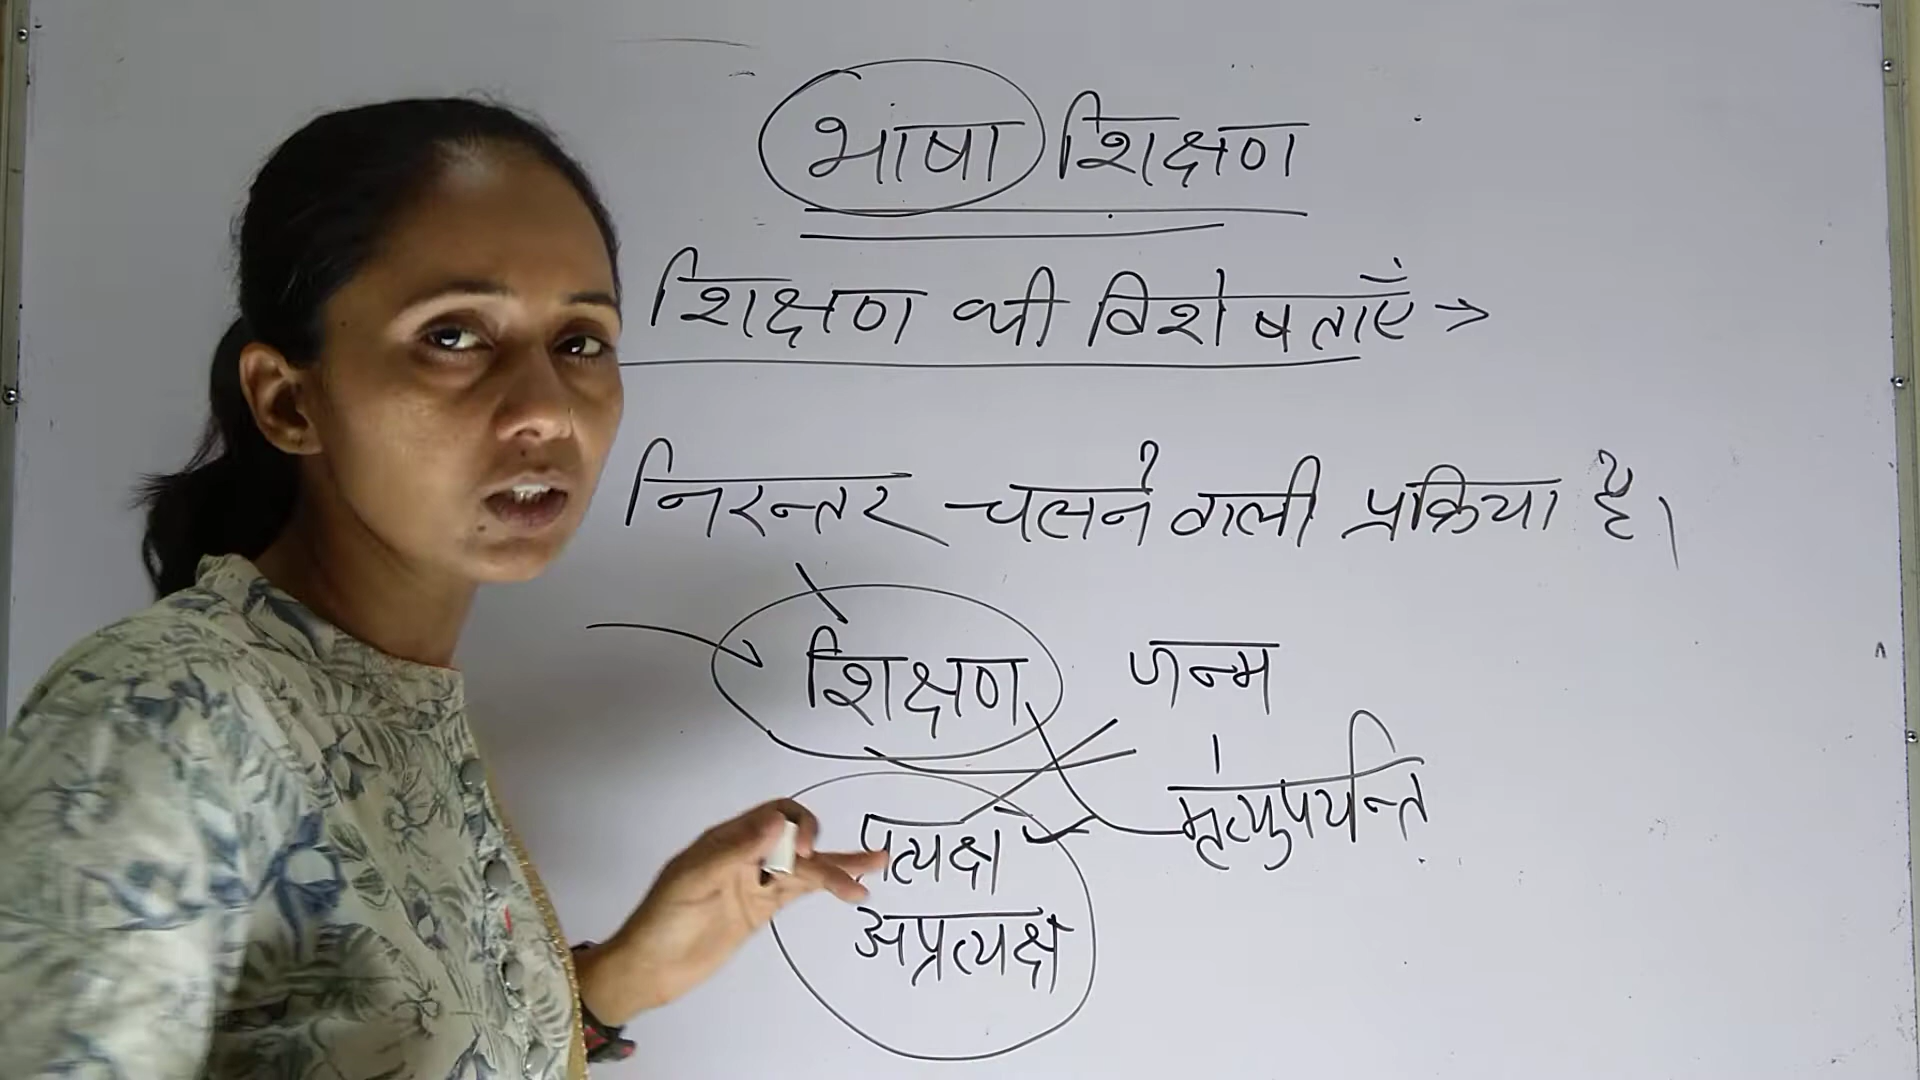 भाषा शिक्षण
शिक्षण की विशेषताएँ →
निरन्तर चलने वाली प्रक्रिया है।
शिक्षण जन्म
मृत्युपर्यन्त
प्रत्यक्ष
अप्रत्यक्ष